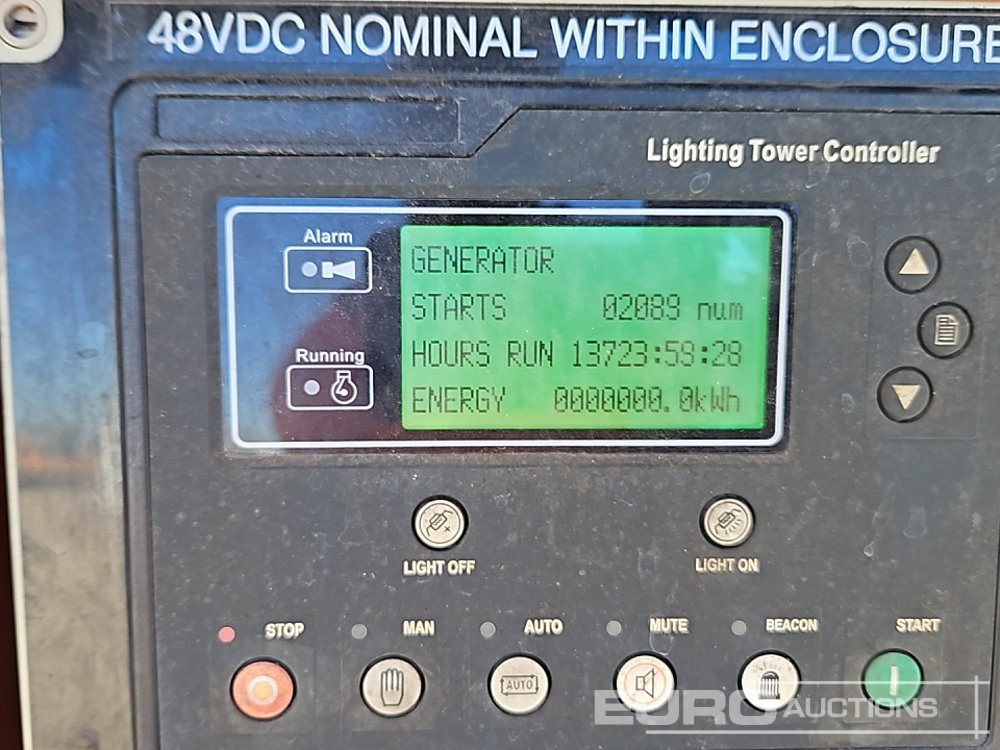 48VDC NOMINAL WITHIN ENCLOSURE
Lighting Tower Controller
Alarm
GENERATOR
STARTS 02089 num
HOURS RUN 13723:59:28
Running
ENERGY 0000000.0kWh
LIGHT OFF
LIGHT ON
STOP
MAN
AUTO
MUTE
BEACON
START
AUTO
EURO AUCTIONS